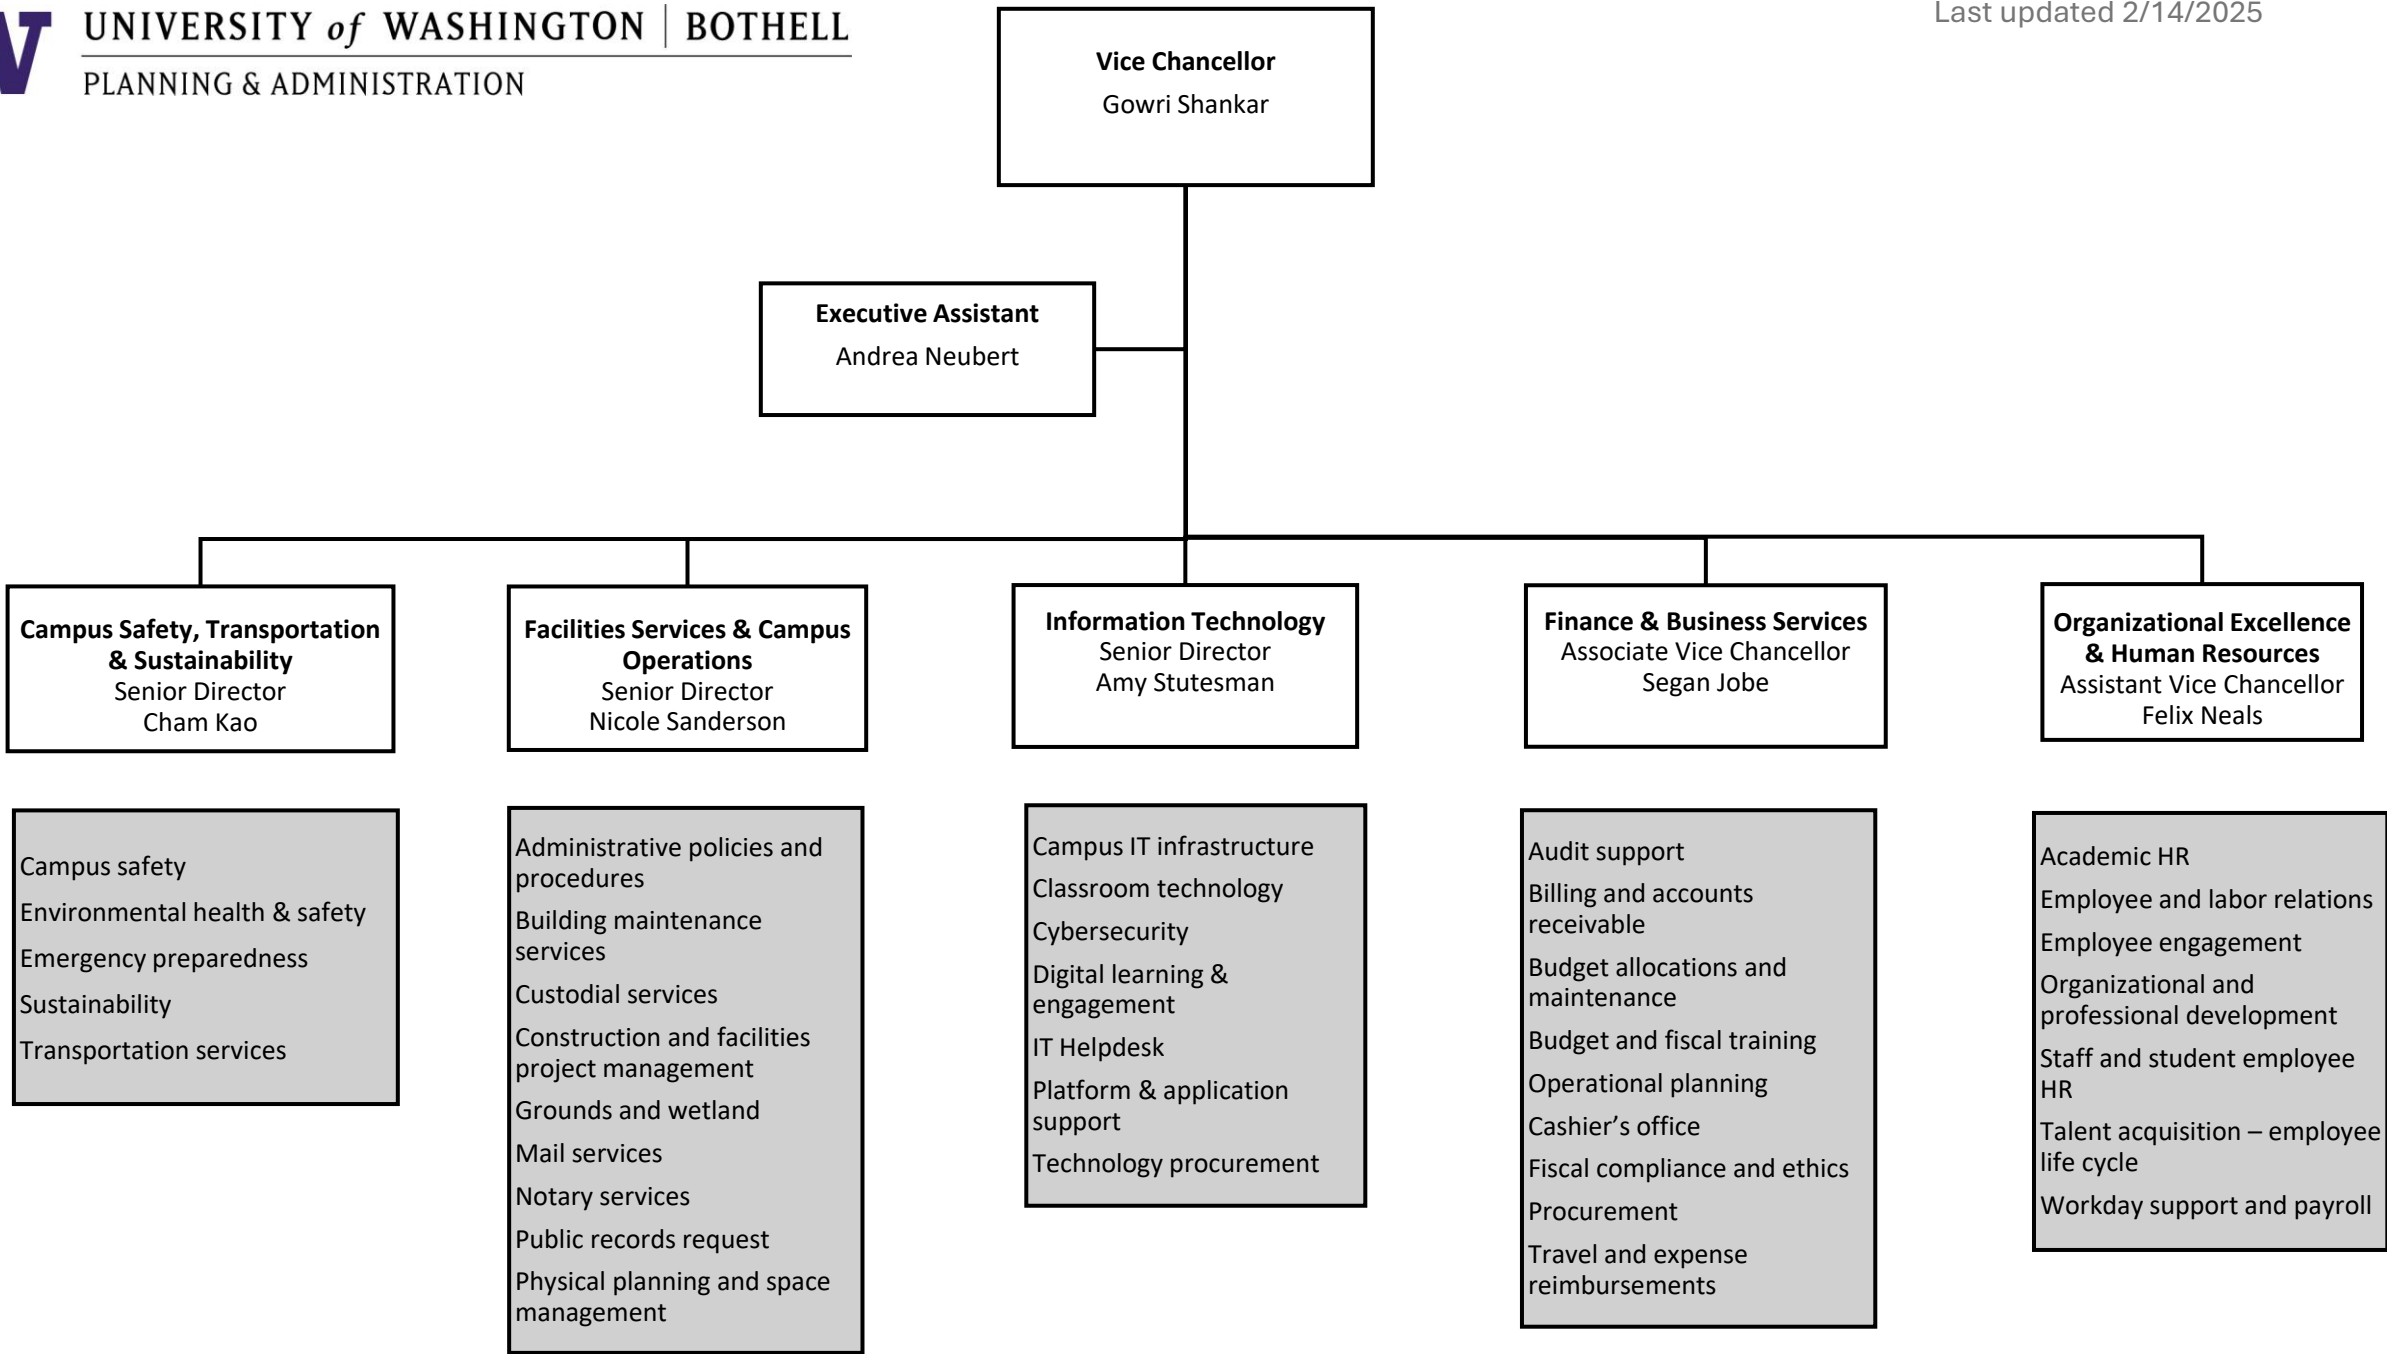 UNIVERSITY of WASHINGTON | BOTHELL
PLANNING & ADMINISTRATION
Last updated 2/14/2025
Vice Chancellor
Gowri Shankar
Executive Assistant
Andrea Neubert
Campus Safety, Transportation
& Sustainability
Senior Director
Cham Kao
Facilities Services & Campus
Operations
Senior Director
Nicole Sanderson
Information Technology
Senior Director
Amy Stutesman
Finance & Business Services
Associate Vice Chancellor
Segan Jobe
Organizational Excellence
& Human Resources
Assistant Vice Chancellor
Felix Neals
Campus safety
Environmental health & safety
Emergency preparedness
Sustainability
Transportation services
Administrative policies and
procedures
Building maintenance
services
Custodial services
Construction and facilities
project management
Grounds and wetland
Mail services
Notary services
Public records request
Physical planning and space
management
Campus IT infrastructure
Classroom technology
Cybersecurity
Digital learning &
engagement
IT Helpdesk
Platform & application
support
Technology procurement
Audit support
Billing and accounts
receivable
Budget allocations and
maintenance
Budget and fiscal training
Operational planning
Cashier’s office
Fiscal compliance and ethics
Procurement
Travel and expense
reimbursements
Academic HR
Employee and labor relations
Employee engagement
Organizational and
professional development
Staff and student employee
HR
Talent acquisition – employee
life cycle
Workday support and payroll